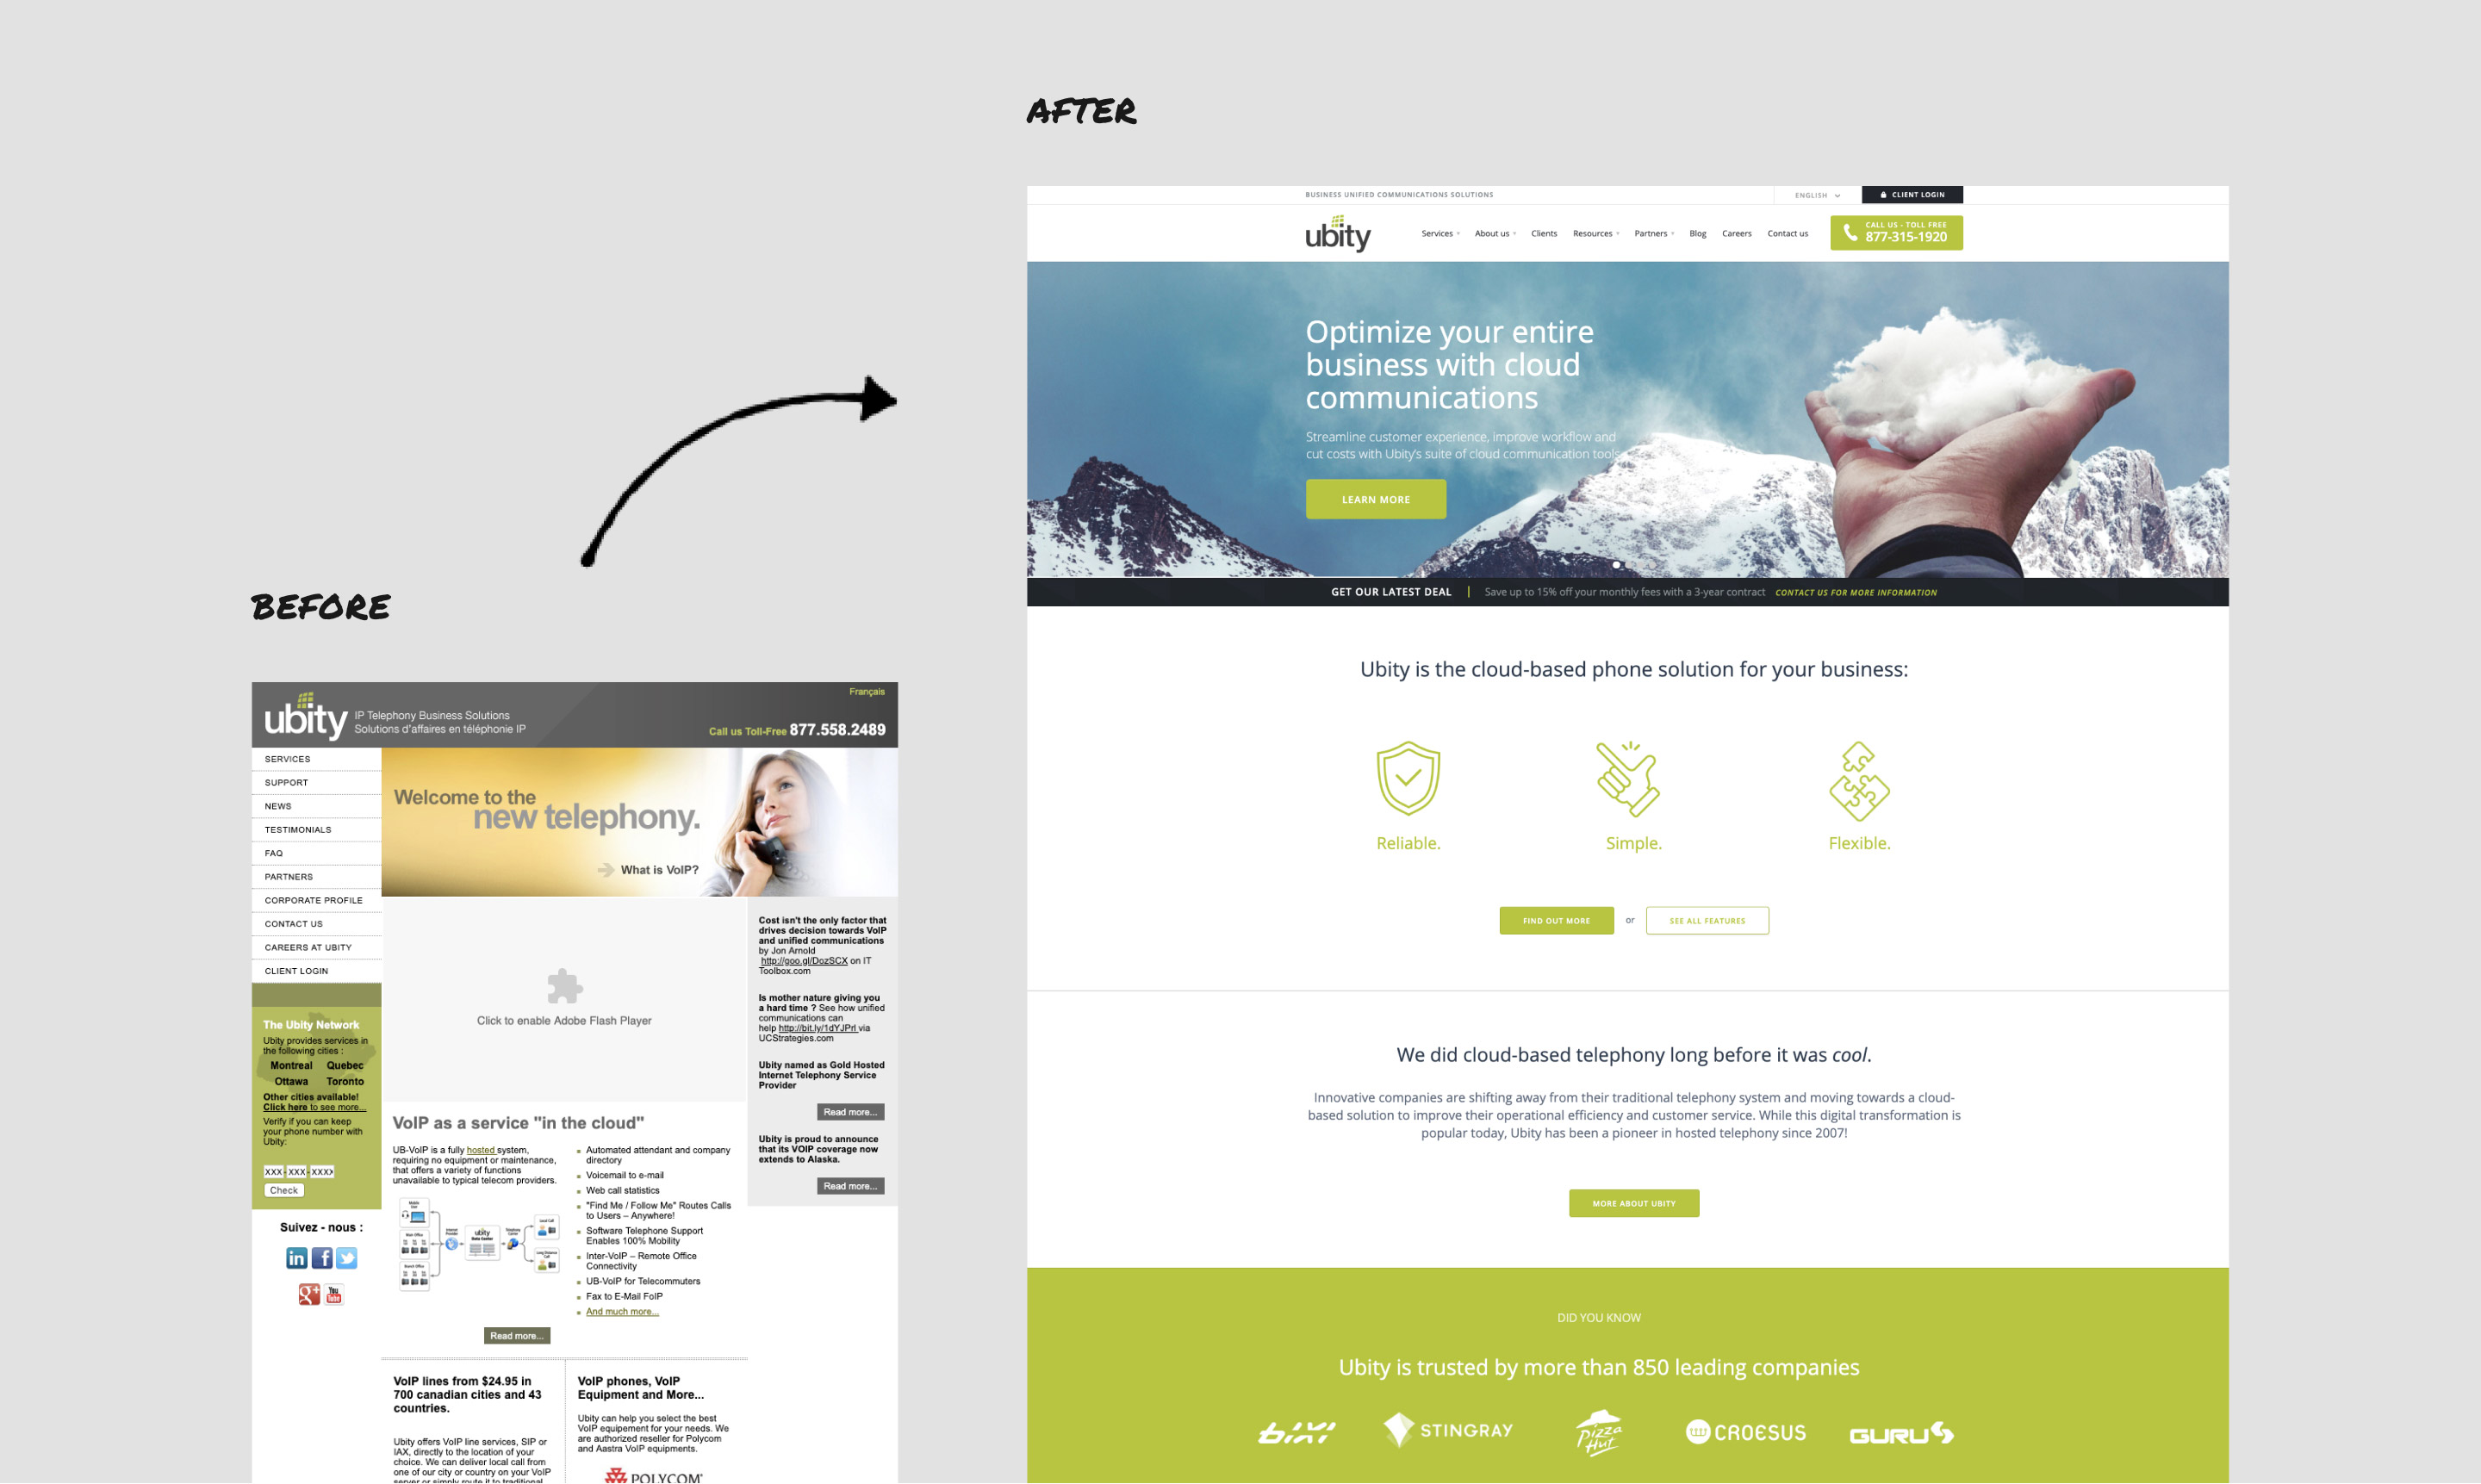 AFTER
BUSINESS UNIFIED COMMUNICATIONS SOLUTIONS
ENGLISH
CLIENT LOGIN
ubity
Services
About us
Clients
Resources
Partners
Blog
Careers
Contact us
CALL US - TOLL FREE
877-315-1920
Optimize your entire
business with cloud
communications
Streamline customer experience, improve workflow and
cut costs with Ubity's suite of cloud communication tools
LEARN MORE
GET OUR LATEST DEAL
Save up to 15% off your monthly fees with a 3-year contract
CONTACT US FOR MORE INFORMATION
Ubity is the cloud-based phone solution for your business:
Reliable.
Simple.
Flexible.
FIND OUT MORE
or
SEE ALL FEATURES
We did cloud-based telephony long before it was cool.
Innovative companies are shifting away from their traditional telephony system and moving towards a cloud-
based solution to improve their operational efficiency and customer service. While this digital transformation is
popular today, Ubity has been a pioneer in hosted telephony since 2007!
MORE ABOUT UBITY
DID YOU KNOW
Ubity is trusted by more than 850 leading companies
bixi
STINGRAY
Pizza
Hut
CROESUS
GURU
BEFORE
Français
ubity
IP Telephony Business Solutions
Solutions d'affaires en téléphonie IP
Call us Toll-Free 877.558.2489
SERVICES
SUPPORT
NEWS
TESTIMONIALS
FAQ
PARTNERS
CORPORATE PROFILE
CONTACT US
CAREERS AT UBITY
CLIENT LOGIN
The Ubity Network
Ubity provides services in
the following cities :
Montreal Quebec
Ottawa Toronto
Other cities available!
Click here to see more...
Verify if you can keep
your phone number with
Ubity:
xxx - xxx - xxxx
Check
Suivez - nous :
in
f
g+
You
Tube
Welcome to the
new telephony.
What is VoIP?
Click to enable Adobe Flash Player
VoIP as a service "in the cloud"
UB-VoIP is a fully hosted system,
requiring no equipment or maintenance,
that offers a variety of functions
unavailable to typical telecom providers.
ubity
Data Center
Automated attendant and company
directory
Voicemail to e-mail
Web call statistics
"Find Me / Follow Me" Routes Calls
to Users – Anywhere!
Software Telephone Support
Enables 100% Mobility
Inter-VoIP – Remote Office
Connectivity
UB-VoIP for Telecommuters
Fax to E-Mail FoIP
And much more...
Read more...
VoIP lines from $24.95 in
700 canadian cities and 43
countries.
Ubity offers VoIP line services, SIP or
IAX, directly to the location of your
choice. We can deliver local call from
one of our city or country on your VoIP
server or simply route it to traditional
VoIP phones, VoIP
Equipment and More...
Ubity can help you select the best
VoIP equipement for your needs. We
are authorized reseller for Polycom
and Aastra VoIP equipments.
POLYCOM
Cost isn't the only factor that
drives decision towards VoIP
and unified communications
by Jon Arnold
http://goo.gl/DozSCX on IT
Toolbox.com
Is mother nature giving you
a hard time ? See how unified
communications can
help http://bit.ly/1dYJPrl via
UCStrategies.com
Ubity named as Gold Hosted
Internet Telephony Service
Provider
Read more...
Ubity is proud to announce
that its VOIP coverage now
extends to Alaska.
Read more...